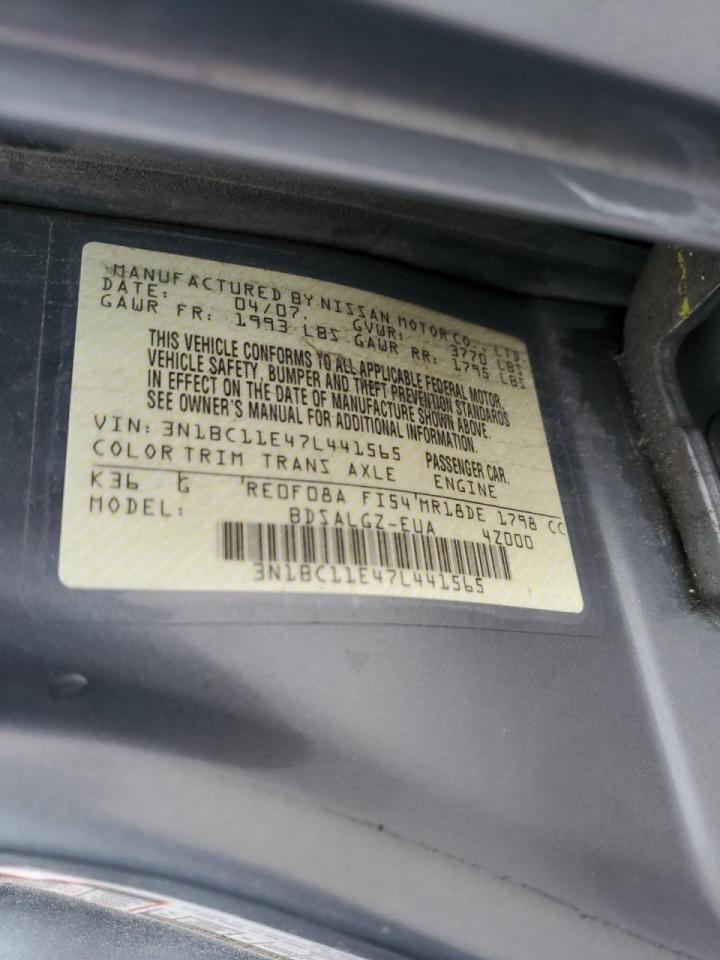 MANUFACTURED BY NISSAN MOTOR CO., LTD.
DATE: 04/07. GVWR: 3770 LBS
GAWR FR: 1993 LBS GAWR RR: 1795 LBS
THIS VEHICLE CONFORMS TO ALL APPLICABLE FEDERAL MOTOR
VEHICLE SAFETY, BUMPER AND THEFT PREVENTION STANDARDS
IN EFFECT ON THE DATE OF MANUFACTURE SHOWN ABOVE.
SEE OWNER'S MANUAL FOR ADDITIONAL INFORMATION.
VIN: 3N1BC11E47L441565 PASSENGER CAR.
COLOR TRIM TRANS AXLE ENGINE
K36 G RE0F08A FI54 MR18DE 1798 CC
MODEL: BDSALGZ-EUA 4Z000
3N1BC11E47L441565